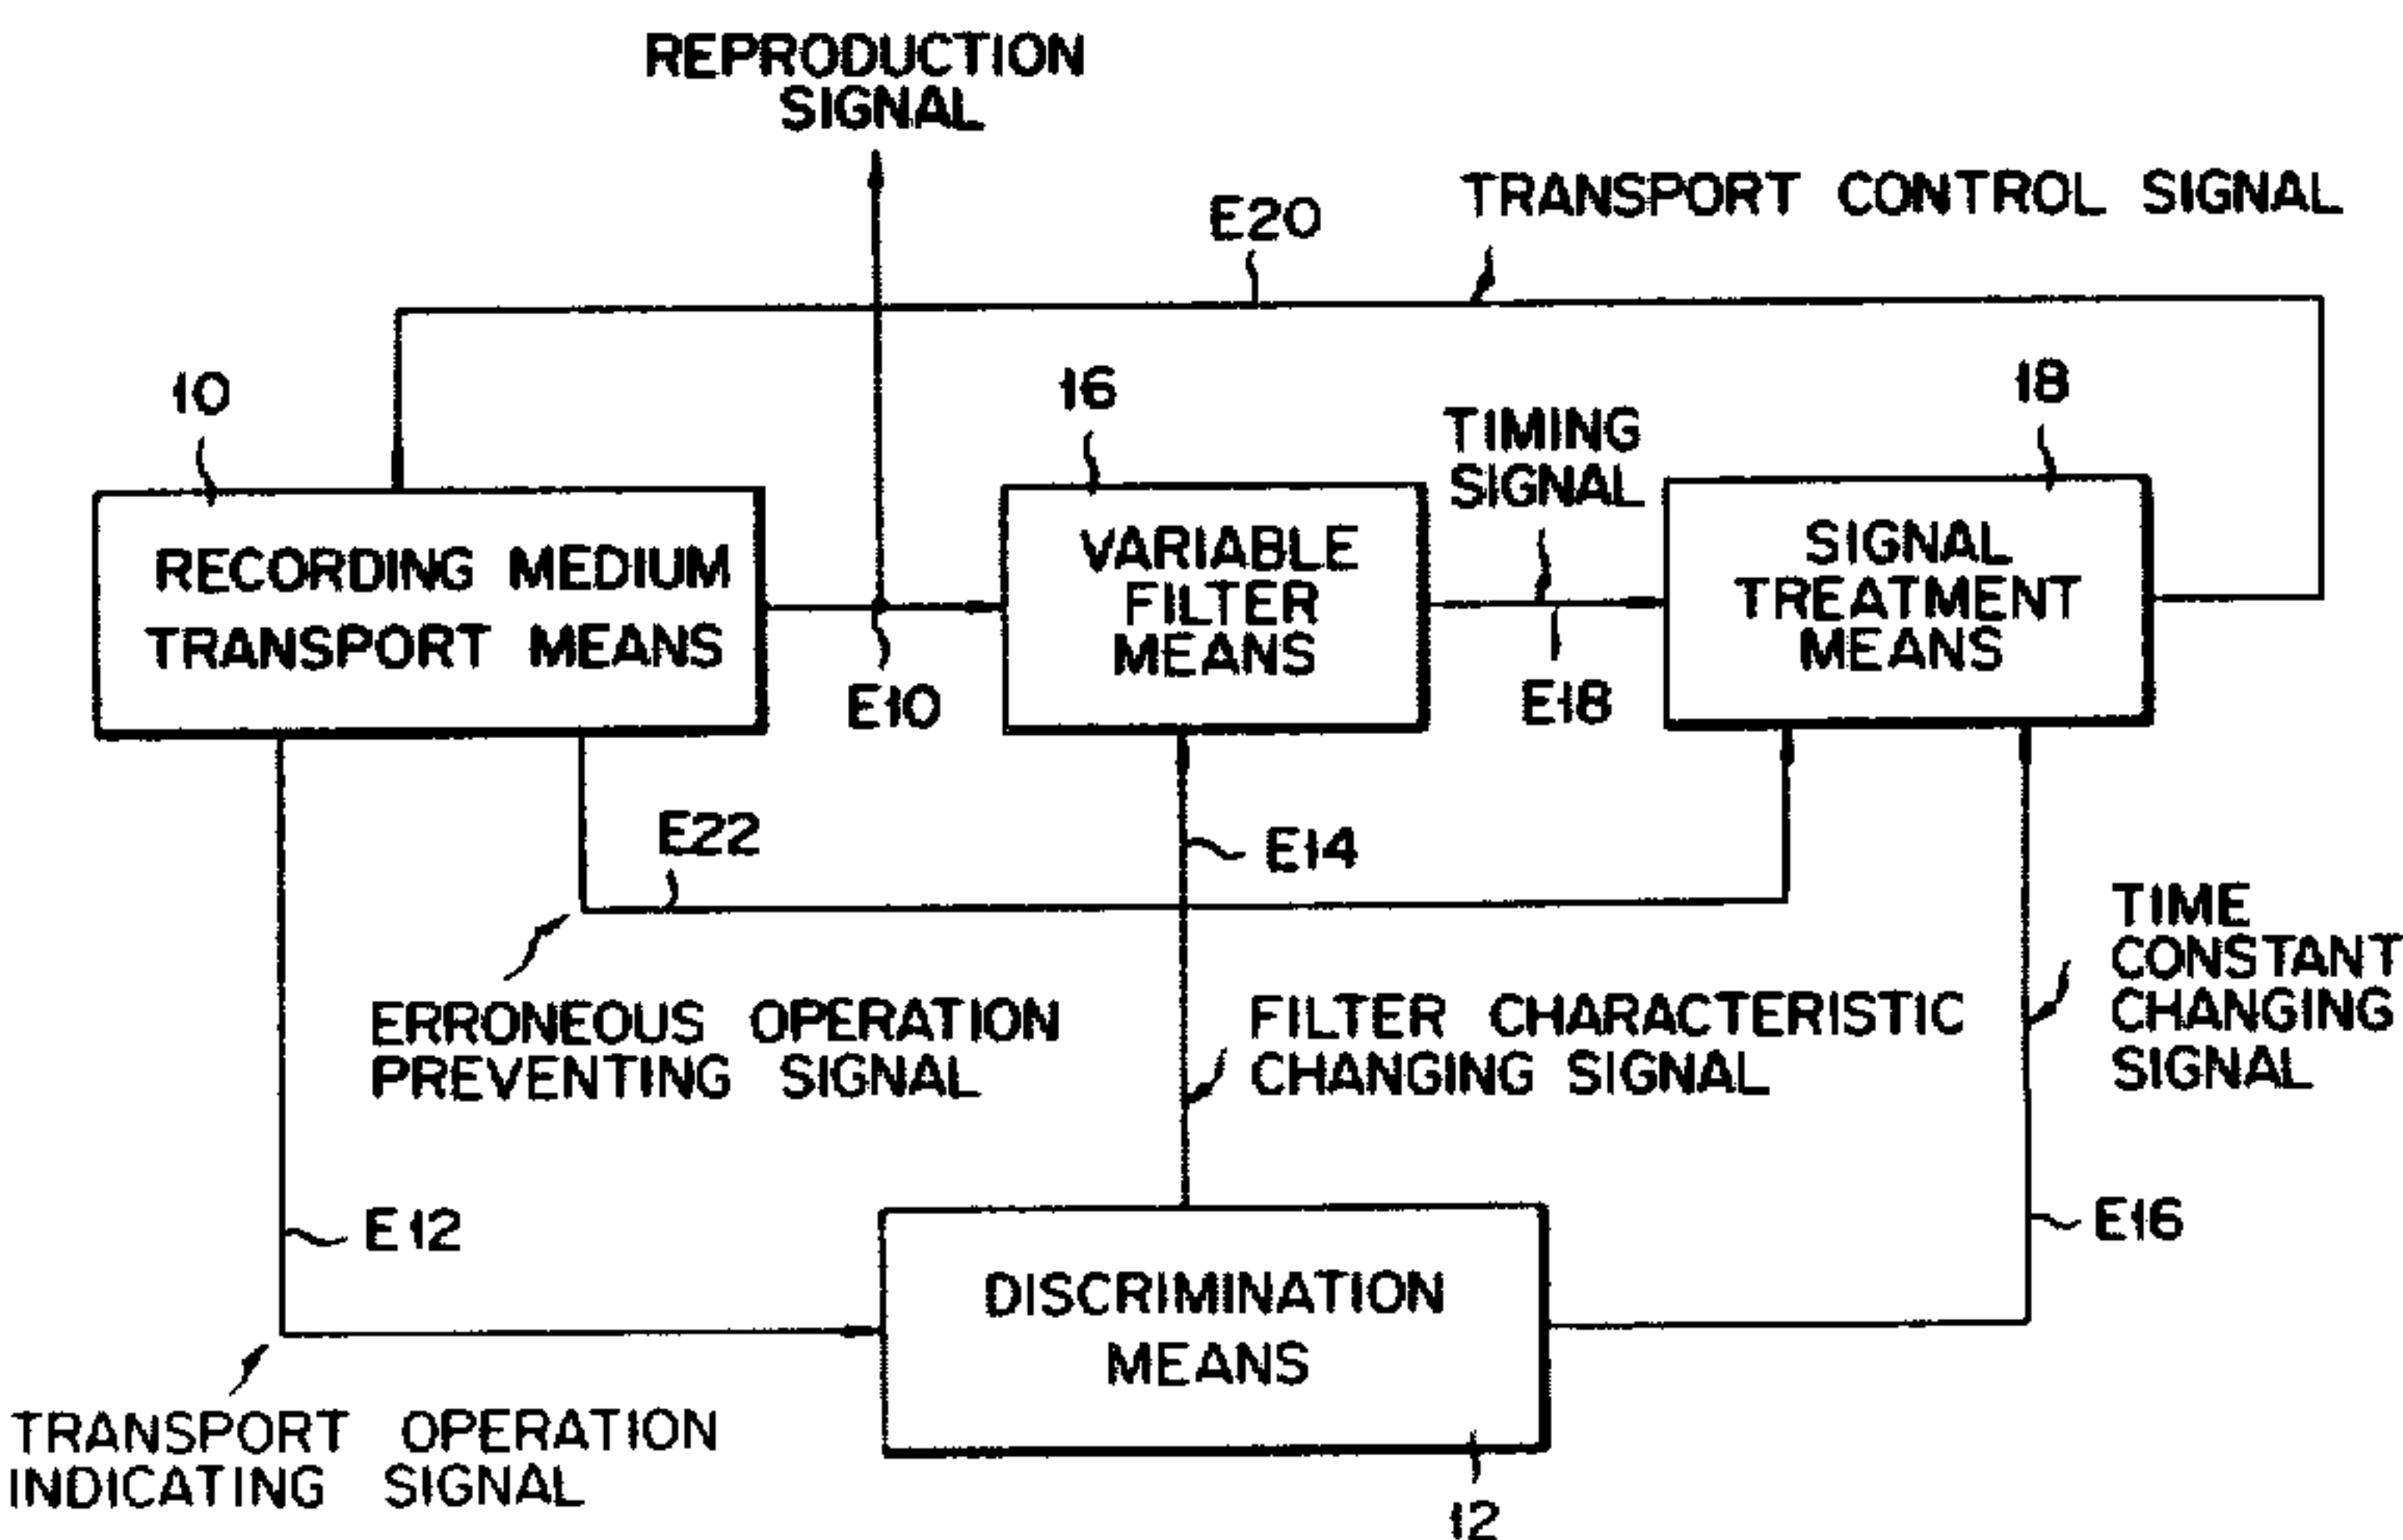 REPRODUCTION
SIGNAL
TRANSPORT CONTROL SIGNAL
E20
10
16
18
TIMING
SIGNAL
RECORDING MEDIUM
TRANSPORT MEANS
VARIABLE
FILTER
MEANS
SIGNAL
TREATMENT
MEANS
E10
E18
E22
E14
TIME
CONSTANT
CHANGING
SIGNAL
ERRONEOUS OPERATION
PREVENTING SIGNAL
FILTER CHARACTERISTIC
CHANGING SIGNAL
E12
E16
DISCRIMINATION
MEANS
TRANSPORT OPERATION
INDICATING SIGNAL
12